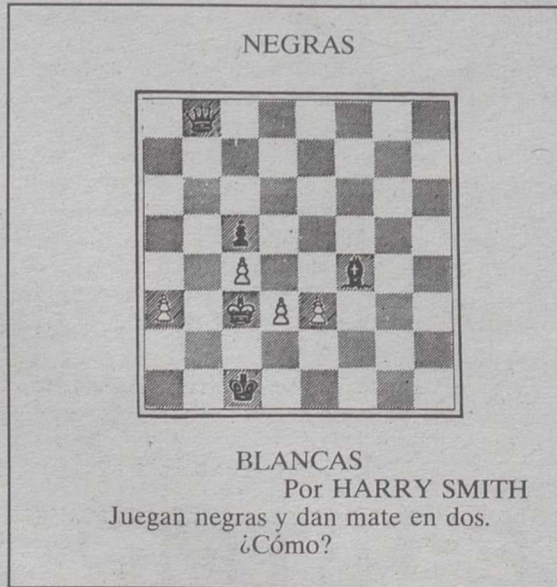 NEGRAS
BLANCAS
Por HARRY SMITH
Juegan negras y dan mate en dos.
¿Cómo?